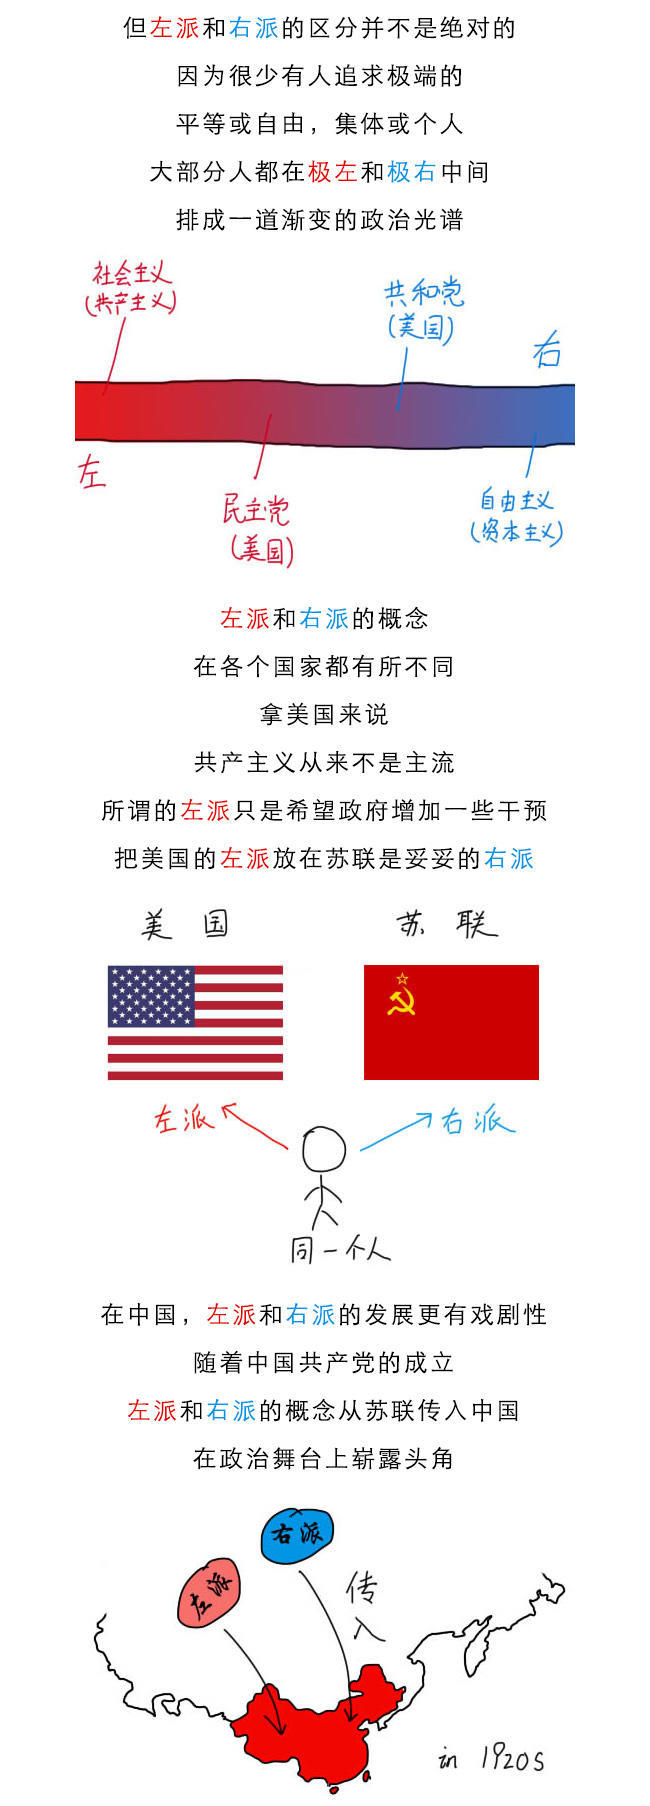 但左派和右派的区分并不是绝对的
因为很少有人追求极端的
平等或自由，集体或个人
大部分人都在极左和极右中间
排成一道渐变的政治光谱
社会主义
(共产主义)
共和党
(美国)
右
左
民主党
(美国)
自由主义
(资本主义)
左派和右派的概念
在各个国家都有所不同
拿美国来说
共产主义从来不是主流
所谓的左派只是希望政府增加一些干预
把美国的左派放在苏联是妥妥的右派
美国
苏联
左派
右派
同一个人
在中国，左派和右派的发展更有戏剧性
随着中国共产党的成立
左派和右派的概念从苏联传入中国
在政治舞台上崭露头角
右派
左派
传入
in 1920s